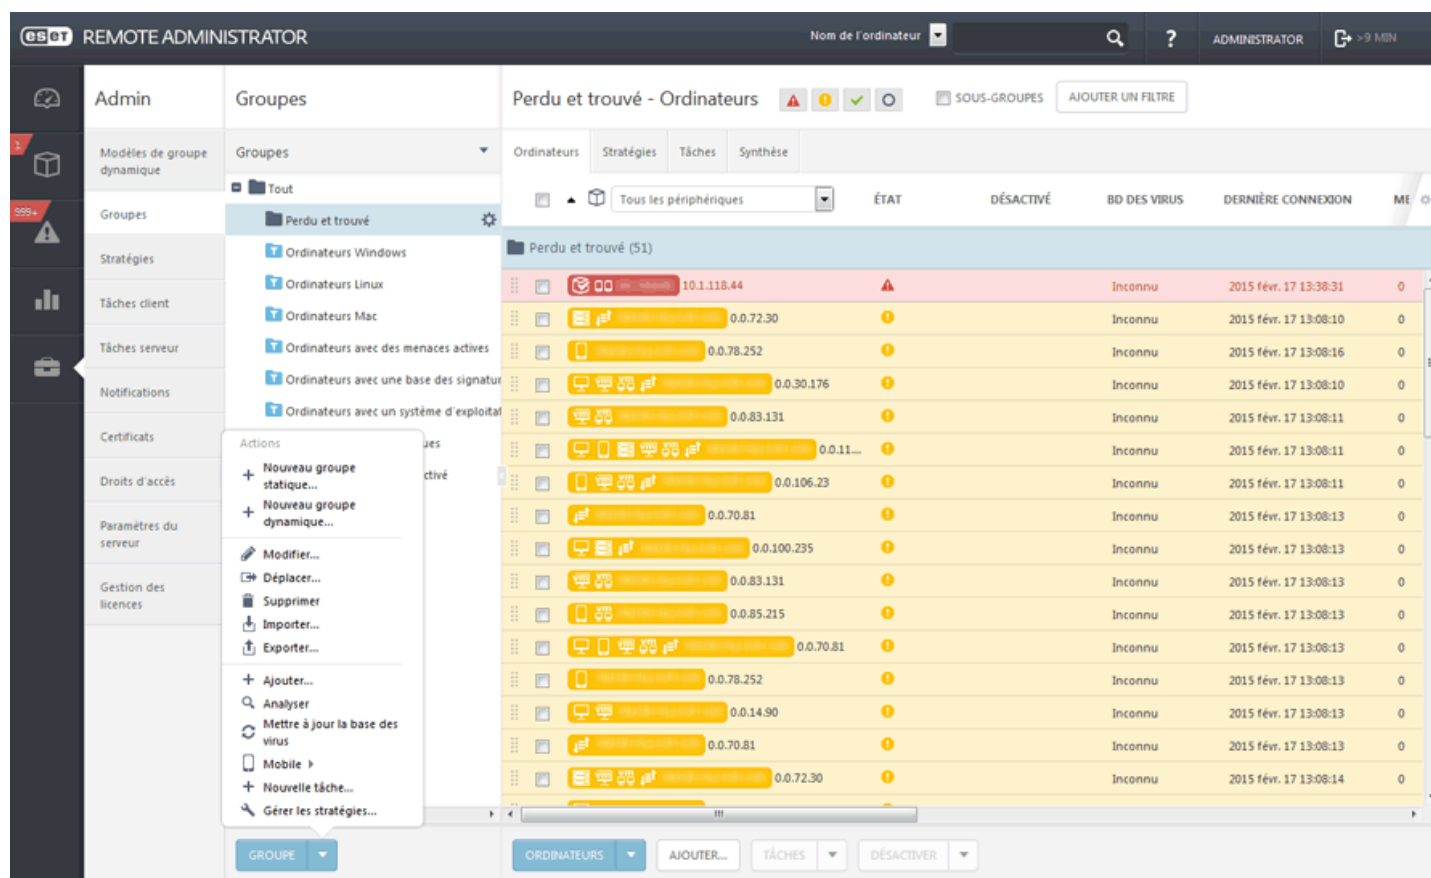 eset REMOTE ADMINISTRATOR
Nom de l'ordinateur
?
ADMINISTRATOR
>9 MIN
1
999+
Admin
Modèles de groupe
dynamique
Groupes
Stratégies
Tâches client
Tâches serveur
Notifications
Certificats
Droits d'accès
Paramètres du
serveur
Gestion des
licences
Groupes
Groupes
Tout
Perdu et trouvé
Ordinateurs Windows
Ordinateurs Linux
Ordinateurs Mac
Ordinateurs avec des menaces actives
Ordinateurs avec une base des signatur
Ordinateurs avec un système d'exploitat
ues
ctivé
Actions
Nouveau groupe
statique...
Nouveau groupe
dynamique...
Modifier...
Déplacer...
Supprimer
Importer...
Exporter...
Ajouter...
Analyser
Mettre à jour la base des
virus
Mobile
Nouvelle tâche...
Gérer les stratégies...
GROUPE
Perdu et trouvé - Ordinateurs
SOUS-GROUPES
AJOUTER UN FILTRE
Ordinateurs Stratégies Tâches Synthèse
Tous les périphériques ÉTAT DÉSACTIVÉ BD DES VIRUS DERNIÈRE CONNEXION ME
Perdu et trouvé (51)
10.1.118.44 Inconnu 2015 févr. 17 13:38:31 0
0.0.72.30 Inconnu 2015 févr. 17 13:08:10 0
0.0.78.252 Inconnu 2015 févr. 17 13:08:16 0
0.0.30.176 Inconnu 2015 févr. 17 13:08:10 0
0.0.83.131 Inconnu 2015 févr. 17 13:08:11 0
0.0.11... Inconnu 2015 févr. 17 13:08:11 0
0.0.106.23 Inconnu 2015 févr. 17 13:08:11 0
0.0.70.81 Inconnu 2015 févr. 17 13:08:13 0
0.0.100.235 Inconnu 2015 févr. 17 13:08:13 0
0.0.83.131 Inconnu 2015 févr. 17 13:08:13 0
0.0.85.215 Inconnu 2015 févr. 17 13:08:13 0
0.0.70.81 Inconnu 2015 févr. 17 13:08:13 0
0.0.78.252 Inconnu 2015 févr. 17 13:08:13 0
0.0.14.90 Inconnu 2015 févr. 17 13:08:13 0
0.0.70.81 Inconnu 2015 févr. 17 13:08:13 0
0.0.72.30 Inconnu 2015 févr. 17 13:08:14 0
ORDINATEURS
AJOUTER...
TÂCHES
DÉSACTIVER